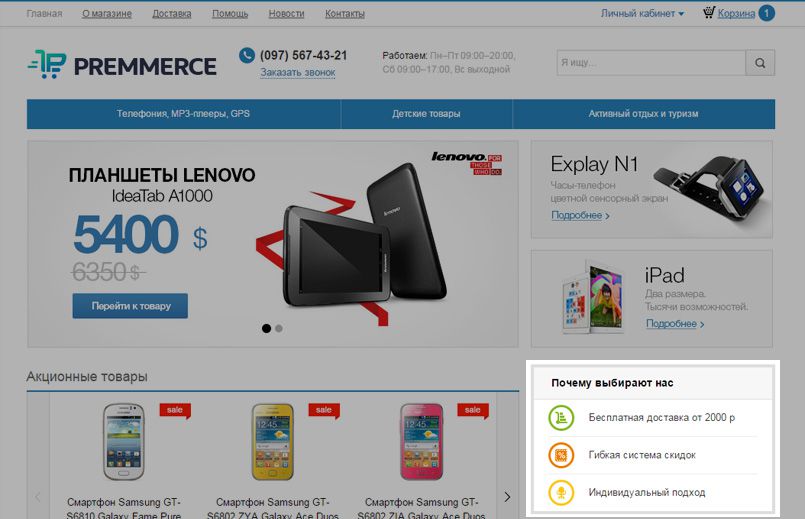 Главная О магазине Доставка Помощь Новости Контакты Личный кабинет Корзина 1
PREMMERCE
(097) 567-43-21
Заказать звонок
Работаем: Пн–Пт 09:00–20:00,
Сб 09:00–17:00, Вс выходной
Я ищу...
Телефония, MP3-плееры, GPS Детские товары Активный отдых и туризм
ПЛАНШЕТЫ LENOVO
IdeaTab A1000
5400 $
6350 $
Перейти к товару
lenovo. FOR
THOSE
WHO DO.
Explay N1
Часы-телефон
цветной сенсорный экран
Подробнее
iPad
Два размера.
Тысячи возможностей.
Подробнее
Акционные товары
sale sale sale
Смартфон Samsung GT-
S6810 Galaxy Fame Pure
Смартфон Samsung GT-
S6802 ZYA Galaxy Ace Duos
Смартфон Samsung GT-
S6802 ZIA Galaxy Ace Duos
Почему выбирают нас
Бесплатная доставка от 2000 р
Гибкая система скидок
Индивидуальный подход